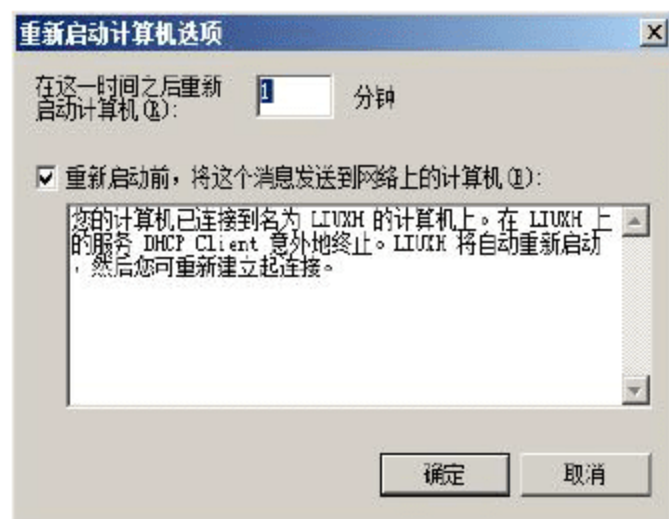 重新启动计算机选项
在这一时间之后重新
启动计算机(R):
1
分钟
重新启动前，将这个消息发送到网络上的计算机(B):
您的计算机已连接到名为 LIUXH 的计算机上。在 LIUXH 上
的服务 DHCP Client 意外地终止。LIUXH 将自动重新启动
，然后您可重新建立起连接。
确定
取消